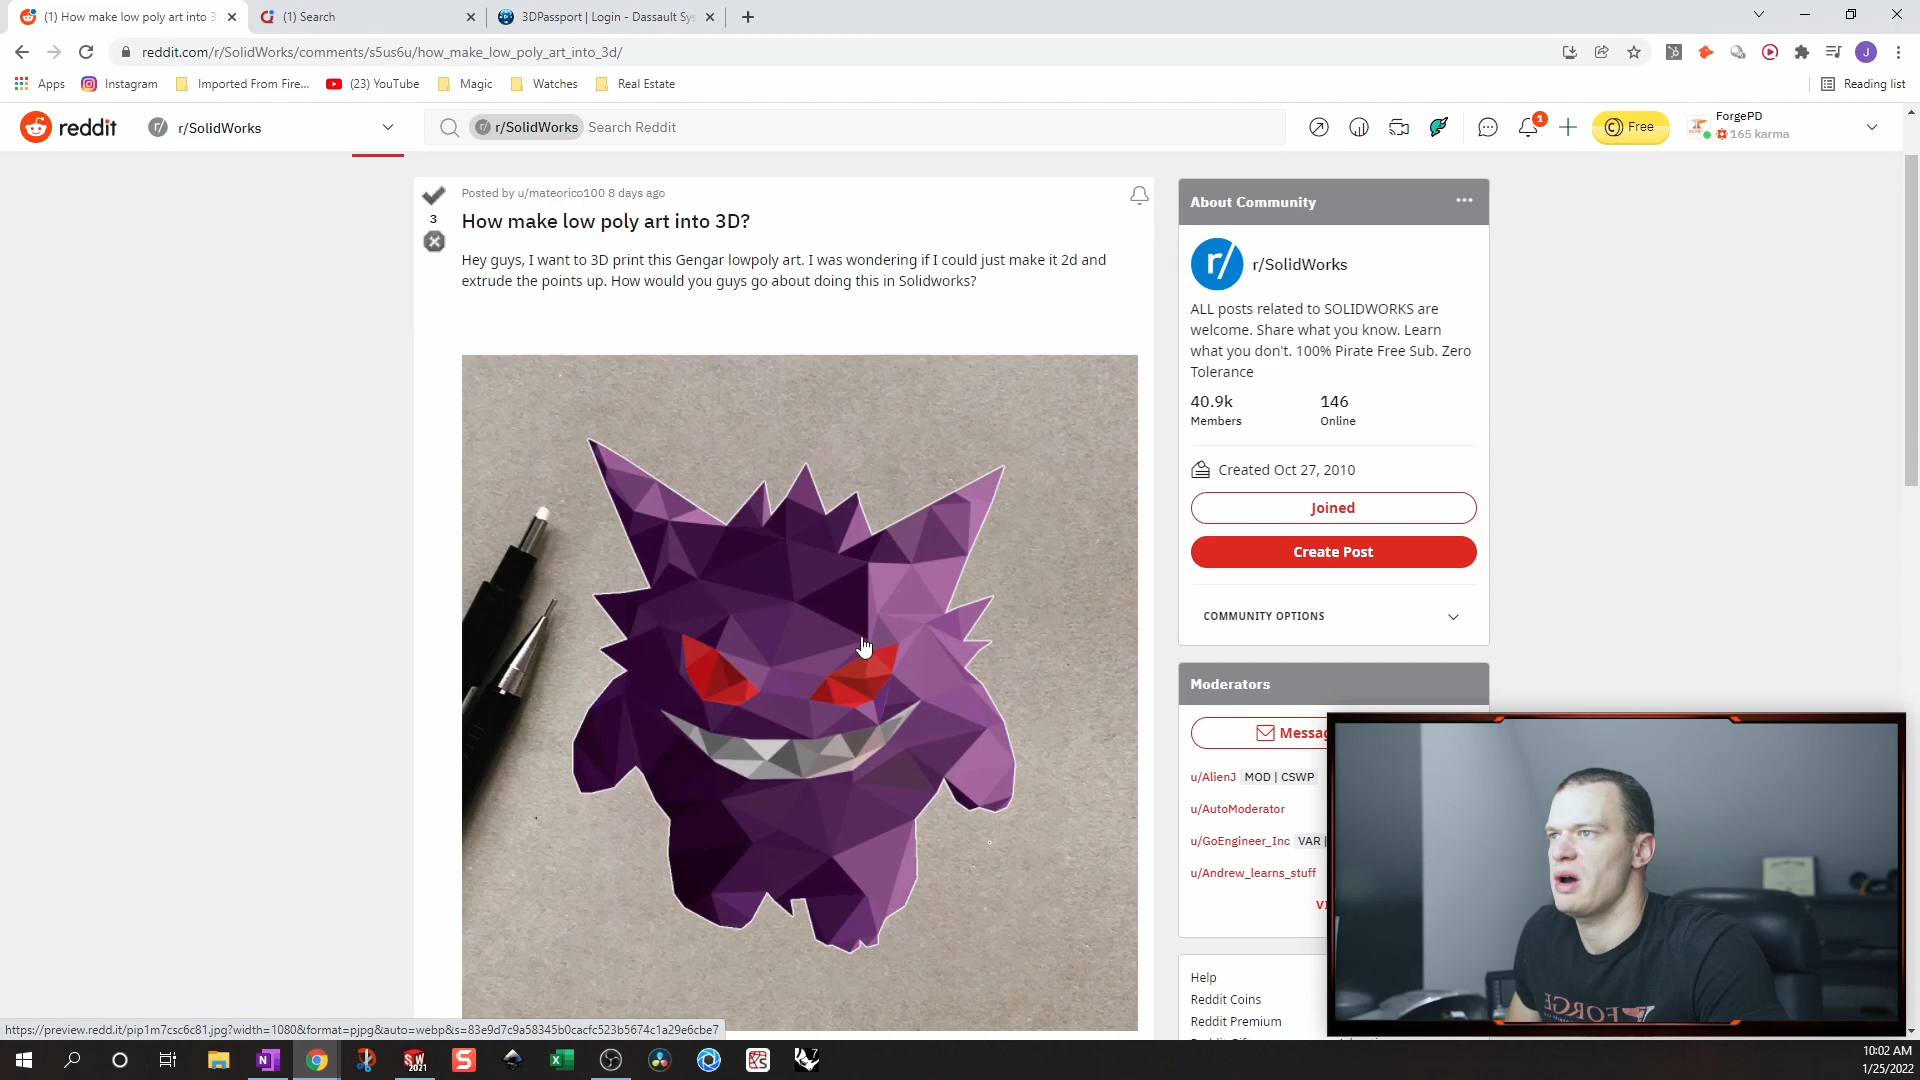 (1) How make low poly art into 3
(1) Search
3DPassport | Login - Dassault Sys
reddit.com/r/SolidWorks/comments/s5us6u/how_make_low_poly_art_into_3d/
J
Apps
Instagram
Imported From Fire...
(23) YouTube
Magic
Watches
Real Estate
Reading list
reddit
r/ r/SolidWorks
r/ r/SolidWorks Search Reddit
1
Free
ForgePD
165 karma
Posted by u/mateorico100 8 days ago
3
How make low poly art into 3D?
Hey guys, I want to 3D print this Gengar lowpoly art. I was wondering if I could just make it 2d and
extrude the points up. How would you guys go about doing this in Solidworks?
About Community
r/ r/SolidWorks
ALL posts related to SOLIDWORKS are
welcome. Share what you know. Learn
what you don't. 100% Pirate Free Sub. Zero
Tolerance
40.9k 146
Members Online
Created Oct 27, 2010
Joined
Create Post
COMMUNITY OPTIONS
Moderators
u/AlienJ MOD | CSWP
u/AutoModerator
u/GoEngineer_Inc VAR |
u/Andrew_learns_stuff
Help
Reddit Coins
Reddit Premium
FORGE
https://preview.redd.it/pip1m7csc6c81.jpg?width=1080&format=pjpg&auto=webp&s=83e9d7c9a58345b0cacfc523b5674c1a29e6cbe7
N
SW
2021
S
X
10:02 AM
1/25/2022